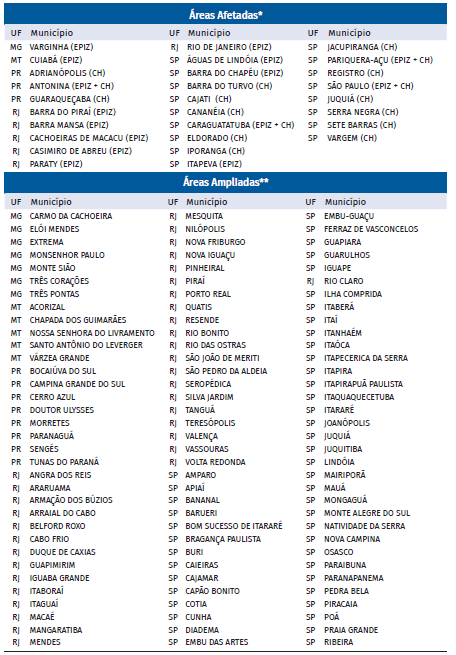 Áreas Afetadas*
UF Município UF Município UF Município
MG VARGINHA (EPIZ) RJ RIO DE JANEIRO (EPIZ) SP JACUPIRANGA (CH)
MT CUIABÁ (EPIZ) SP ÁGUAS DE LINDÓIA (EPIZ) SP PARIQUERA-AÇU (EPIZ + CH)
PR ADRIANÓPOLIS (CH) SP BARRA DO CHAPÉU (EPIZ) SP REGISTRO (CH)
PR ANTONINA (EPIZ + CH) SP BARRA DO TURVO (CH) SP SÃO PAULO (EPIZ + CH)
PR GUARAQUEÇABA (CH) SP CAJATI (CH) SP JUQUIÁ (CH)
RJ BARRA DO PIRAÍ (EPIZ) SP CANANÉIA (CH) SP SERRA NEGRA (CH)
RJ BARRA MANSA (EPIZ) SP CARAGUATATUBA (EPIZ + CH) SP SETE BARRAS (CH)
RJ CACHOEIRAS DE MACACU (EPIZ) SP ELDORADO (CH) SP VARGEM (CH)
RJ CASIMIRO DE ABREU (EPIZ) SP IPORANGA (CH)
RJ PARATY (EPIZ) SP ITAPEVA (EPIZ)
Áreas Ampliadas**
UF Município UF Município UF Município
MG CARMO DA CACHOEIRA RJ MESQUITA SP EMBU-GUAÇU
MG ELÓI MENDES RJ NILÓPOLIS SP FERRAZ DE VASCONCELOS
MG EXTREMA RJ NOVA FRIBURGO SP GUAPIARA
MG MONSENHOR PAULO RJ NOVA IGUAÇU SP GUARULHOS
MG MONTE SIÃO RJ PINHEIRAL SP IGUAPE
MG TRÊS CORAÇÕES RJ PIRAÍ RJ RIO CLARO
MG TRÊS PONTAS RJ PORTO REAL SP ILHA COMPRIDA
MT ACORIZAL RJ QUATIS SP ITABERÁ
MT CHAPADA DOS GUIMARÃES RJ RESENDE SP ITAÍ
MT NOSSA SENHORA DO LIVRAMENTO RJ RIO BONITO SP ITANHAÉM
MT SANTO ANTÔNIO DO LEVERGER RJ RIO DAS OSTRAS SP ITAÓCA
MT VÁRZEA GRANDE RJ SÃO JOÃO DE MERITI SP ITAPECERICA DA SERRA
PR BOCAIÚVA DO SUL RJ SÃO PEDRO DA ALDEIA SP ITAPIRA
PR CAMPINA GRANDE DO SUL RJ SEROPÉDICA SP ITAPIRAPUÃ PAULISTA
PR CERRO AZUL RJ SILVA JARDIM SP ITAQUAQUECETUBA
PR DOUTOR ULYSSES RJ TANGUÁ SP ITARARÉ
PR MORRETES RJ TERESÓPOLIS SP JOANÓPOLIS
PR PARANAGUÁ RJ VALENÇA SP JUQUIÁ
PR SENGÉS RJ VASSOURAS SP JUQUITIBA
PR TUNAS DO PARANÁ RJ VOLTA REDONDA SP LINDÓIA
RJ ANGRA DOS REIS SP AMPARO SP MAIRIPORÃ
RJ ARARUAMA SP APIAÍ SP MAUÁ
RJ ARMAÇÃO DOS BÚZIOS SP BANANAL SP MONGAGUÁ
RJ ARRAIAL DO CABO SP BARUERI SP MONTE ALEGRE DO SUL
RJ BELFORD ROXO SP BOM SUCESSO DE ITARARÉ SP NATIVIDADE DA SERRA
RJ CABO FRIO SP BRAGANÇA PAULISTA SP NOVA CAMPINA
RJ DUQUE DE CAXIAS SP BURI SP OSASCO
RJ GUAPIMIRIM SP CAIEIRAS SP PARAIBUNA
RJ IGUABA GRANDE SP CAJAMAR SP PARANAPANEMA
RJ ITABORAÍ SP CAPÃO BONITO SP PEDRA BELA
RJ ITAGUAÍ SP COTIA SP PIRACAIA
RJ MACAÉ SP CUNHA SP POÁ
RJ MANGARATIBA SP DIADEMA SP PRAIA GRANDE
RJ MENDES SP EMBU DAS ARTES SP RIBEIRA